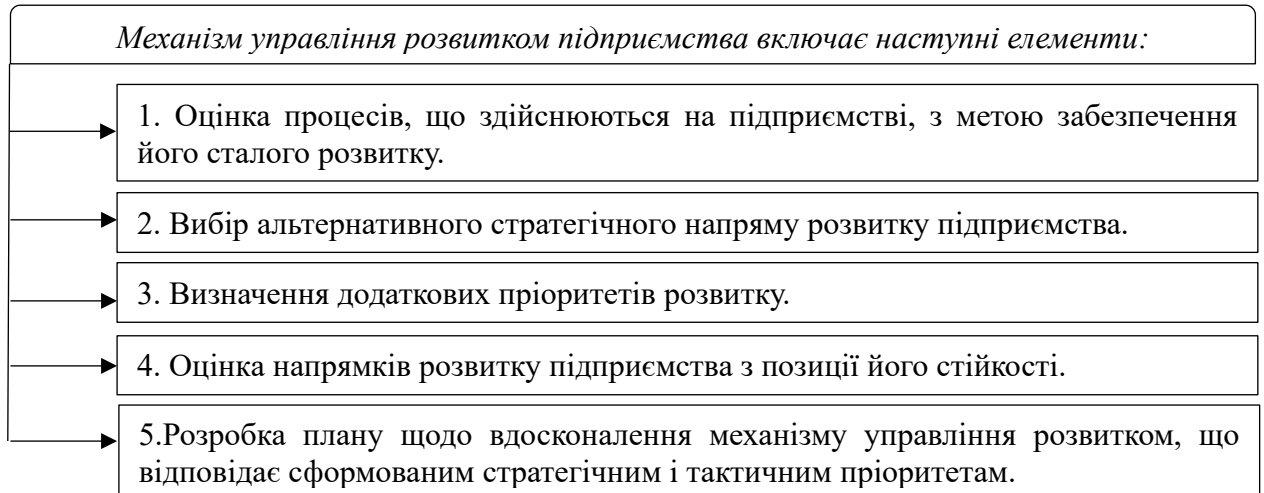 Механізм управління розвитком підприємства включає наступні елементи:
1. Оцінка процесів, що здійснюються на підприємстві, з метою забезпечення
його сталого розвитку.
2. Вибір альтернативного стратегічного напряму розвитку підприємства.
3. Визначення додаткових пріоритетів розвитку.
4. Оцінка напрямків розвитку підприємства з позиції його стійкості.
5.Розробка плану щодо вдосконалення механізму управління розвитком, що
відповідає сформованим стратегічним і тактичним пріоритетам.